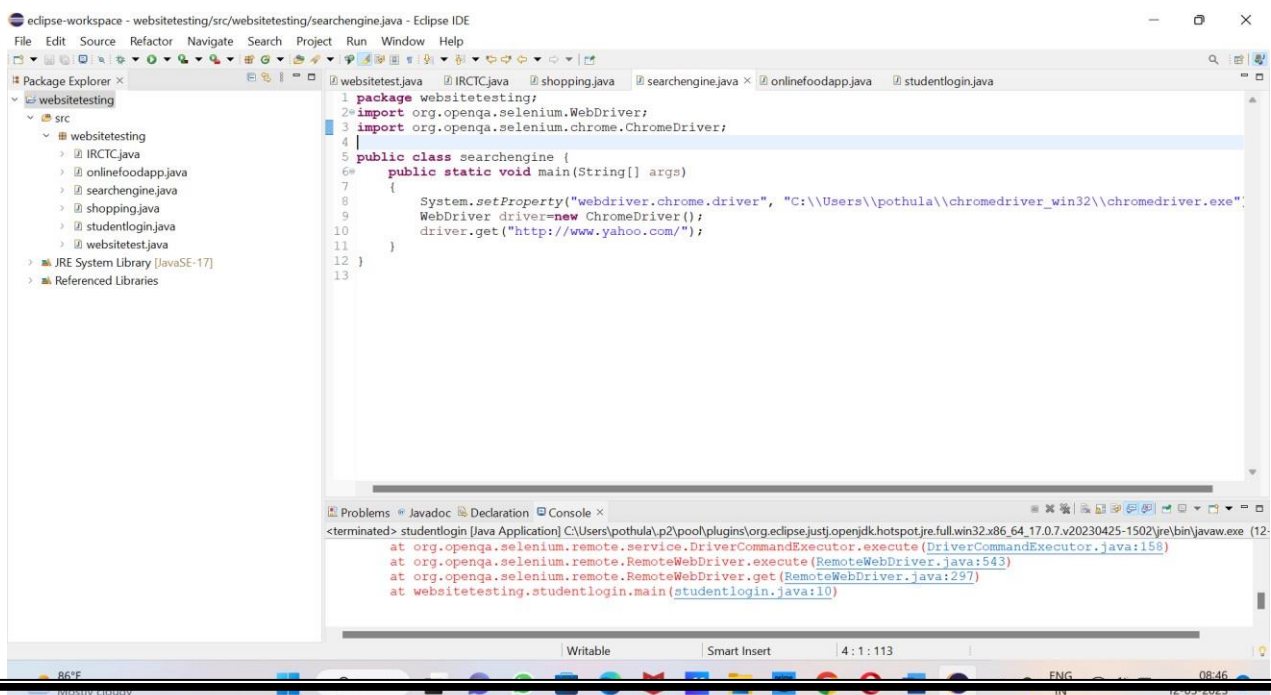 eclipse-workspace - websitetesting/src/websitetesting/searchengine.java - Eclipse IDE
File Edit Source Refactor Navigate Search Project Run Window Help
Package Explorer ×
websitetest.java IRCTC.java shopping.java searchengine.java × onlinefoodapp.java studentlogin.java
websitetesting
src
websitetesting
IRCTC.java
onlinefoodapp.java
searchengine.java
shopping.java
studentlogin.java
websitetest.java
JRE System Library [JavaSE-17]
Referenced Libraries
1 package websitetesting;
2 import org.openqa.selenium.WebDriver;
3 import org.openqa.selenium.chrome.ChromeDriver;
4
5 public class searchengine {
6 public static void main(String[] args)
7 {
8 System.setProperty("webdriver.chrome.driver", "C:\\Users\\pothula\\chromedriver_win32\\chromedriver.exe")
9 WebDriver driver=new ChromeDriver();
10 driver.get("http://www.yahoo.com/");
11 }
12 }
13
Problems Javadoc Declaration Console ×
<terminated> studentlogin [Java Application] C:\Users\pothula\.p2\pool\plugins\org.eclipse.justj.openjdk.hotspot.jre.full.win32.x86_64_17.0.7.v20230425-1502\jre\bin\javaw.exe (12-
at org.openqa.selenium.remote.service.DriverCommandExecutor.execute(DriverCommandExecutor.java:158)
at org.openqa.selenium.remote.RemoteWebDriver.execute(RemoteWebDriver.java:543)
at org.openqa.selenium.remote.RemoteWebDriver.get(RemoteWebDriver.java:297)
at websitetesting.studentlogin.main(studentlogin.java:10)
Writable Smart Insert 4 : 1 : 113
86°F
Mostly cloudy
ENG
IN
08:46
12-05-2023